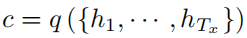 c = q ({h_1, ⋯ , h_{T_x}})